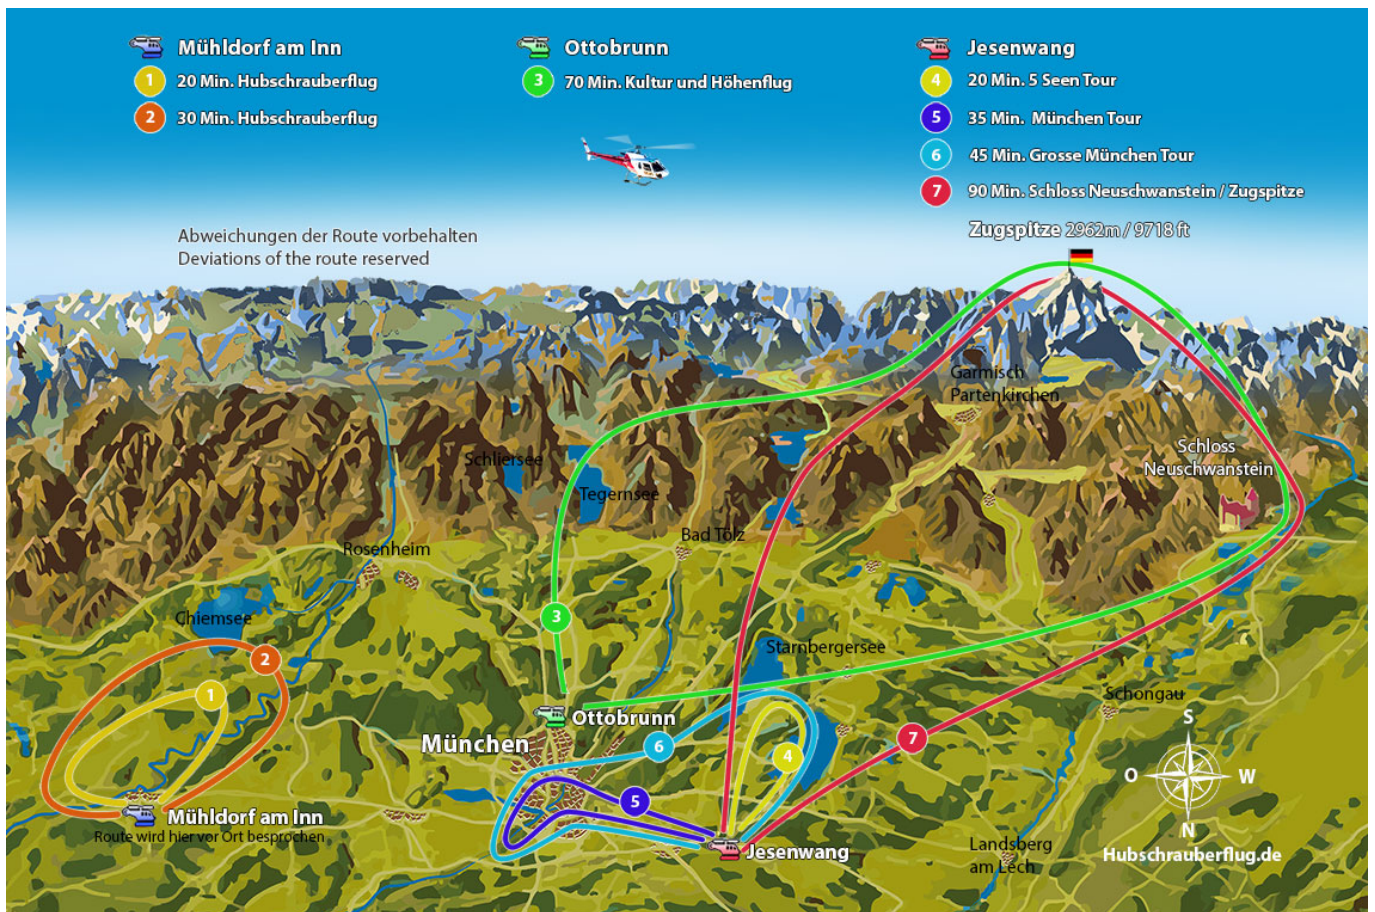 Mühldorf am Inn
1 20 Min. Hubschrauberflug
2 30 Min. Hubschrauberflug
Ottobrunn
3 70 Min. Kultur und Höhenflug
Jesenwang
4 20 Min. 5 Seen Tour
5 35 Min. München Tour
6 45 Min. Grosse München Tour
7 90 Min. Schloss Neuschwanstein / Zugspitze
Zugspitze 2962m / 9718 ft
Abweichungen der Route vorbehalten
Deviations of the route reserved
Garmisch
Partenkirchen
Schloss
Neuschwanstein
Schliersee
Tegernsee
Bad Tölz
Rosenheim
Chiemsee
3
Starnbergersee
2
1
Schongau
Ottobrunn
München
6
7
4
5
S
O W
N
Mühldorf am Inn
Route wird hier vor Ort besprochen
Jesenwang
Landsberg
am Lech
Hubschrauberflug.de